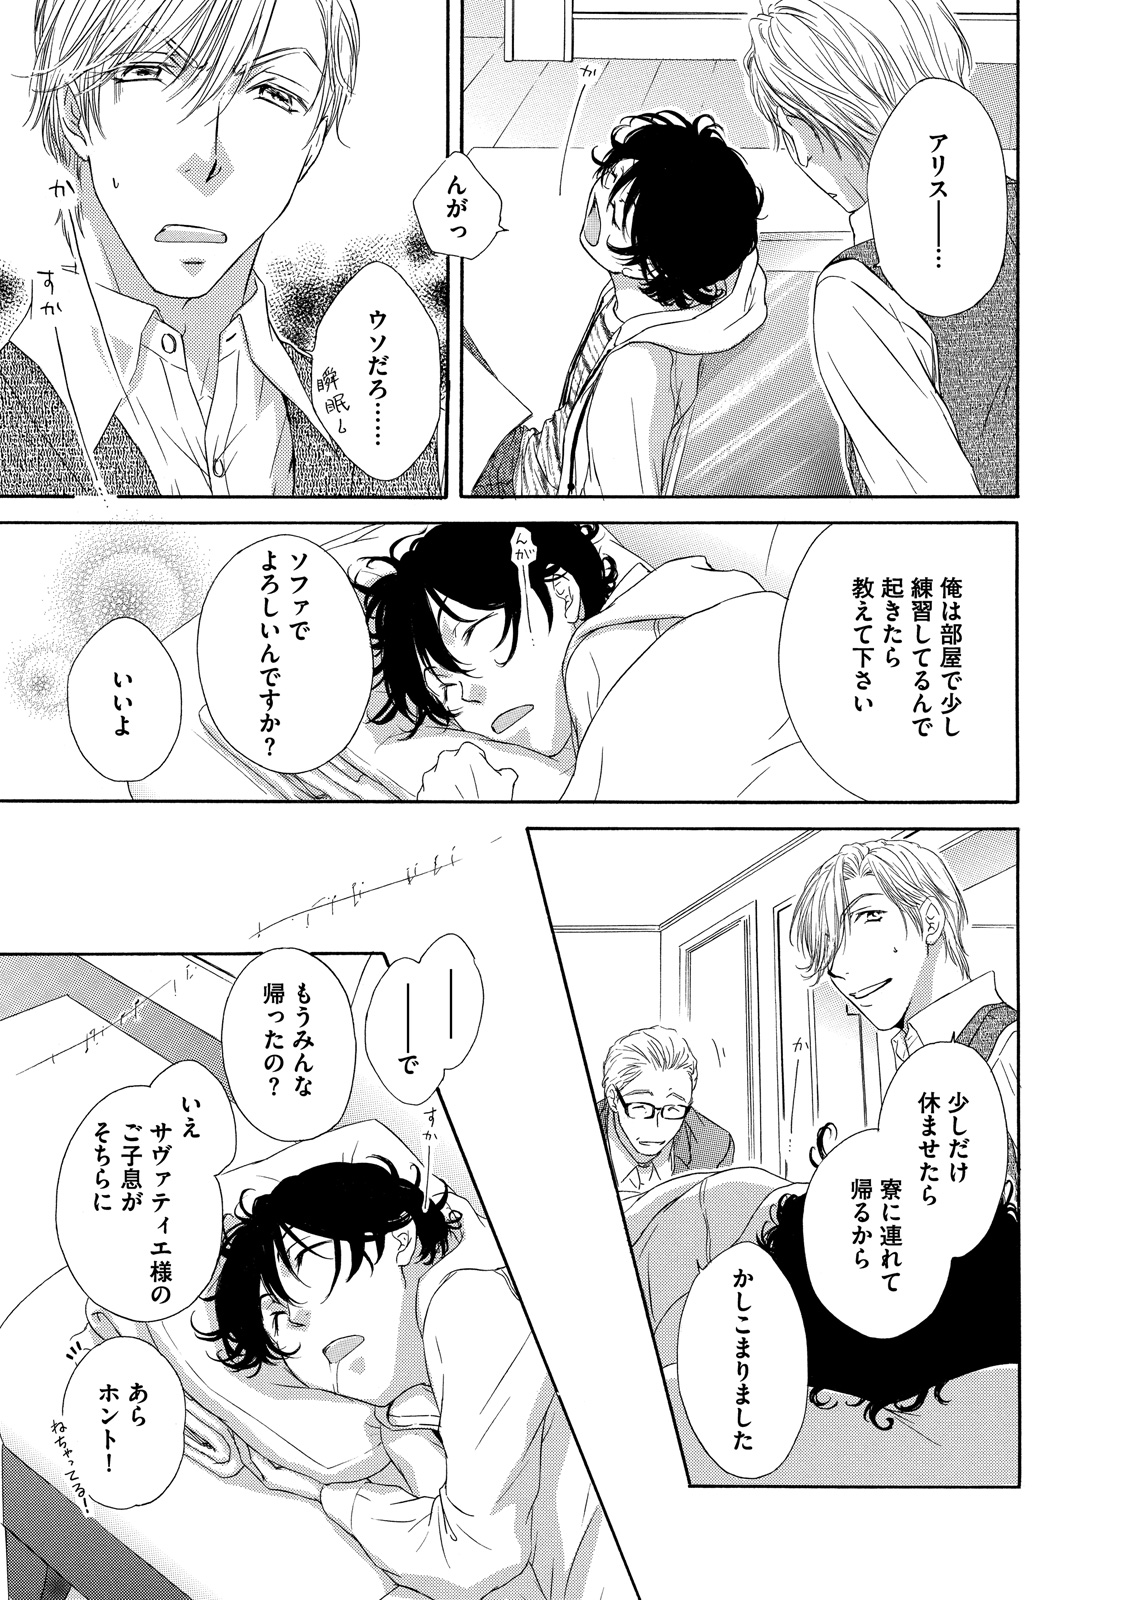 アリス──……
か
んがっ
ウソだろ……
瞬眠し
か
すか
俺は部屋で少し
練習してるんで
起きたら
教えて下さい
んが
ソファで
よろしいんですか？
いいよ
少しだけ
休ませたら
寮に連れて
帰るから
か
かしこまりました
──
──で
もうみんな
帰ったの？
すか
いえ
サヴァティエ様の
ご子息が
そちらに
あら
ホント！
ねちゃってる！